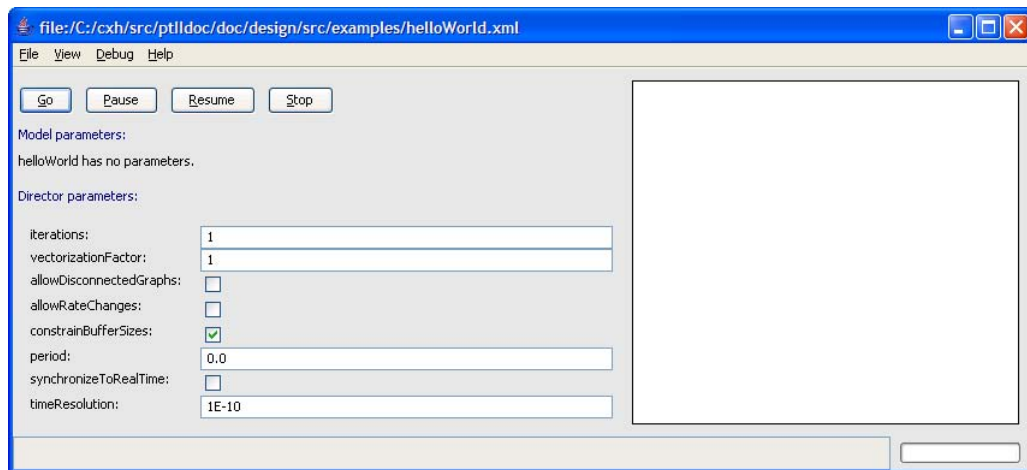 file:/C:/cxh/src/ptIIdoc/doc/design/src/examples/helloWorld.xml
File View Debug Help
Go Pause Resume Stop
Model parameters:
helloWorld has no parameters.
Director parameters:
iterations: 1
vectorizationFactor: 1
allowDisconnectedGraphs:
allowRateChanges:
constrainBufferSizes:
period: 0.0
synchronizeToRealTime:
timeResolution: 1E-10